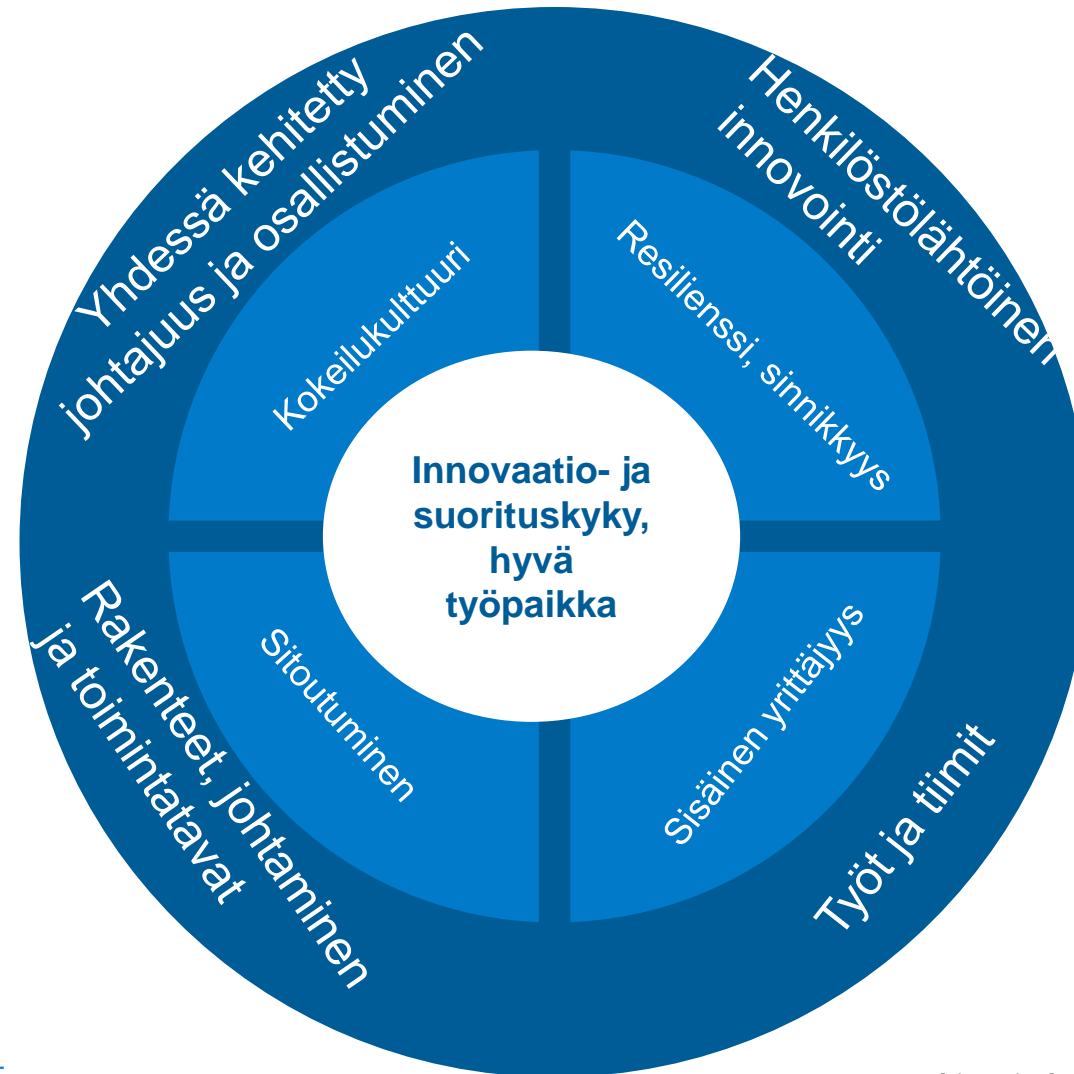 Yhdessä kehitetty
johtajuus ja osallistuminen
Henkilöstölähtöinen
innovointi
Kokeilukulttuuri
Resilienssi, sinnikkyys
Innovaatio- ja
suorituskyky,
hyvä
työpaikka
Sitoutuminen
Sisäinen yrittäjyys
Rakenteet, johtaminen
ja toimintatavat
Työt ja tiimit